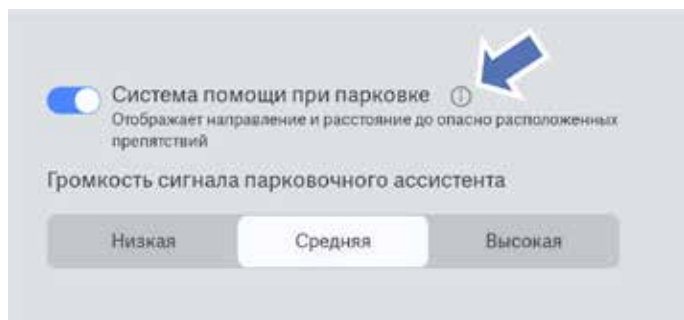 Система помощи при парковке
Отображает направление и расстояние до опасно расположенных
препятствий
Громкость сигнала парковочного ассистента
Низкая Средняя Высокая